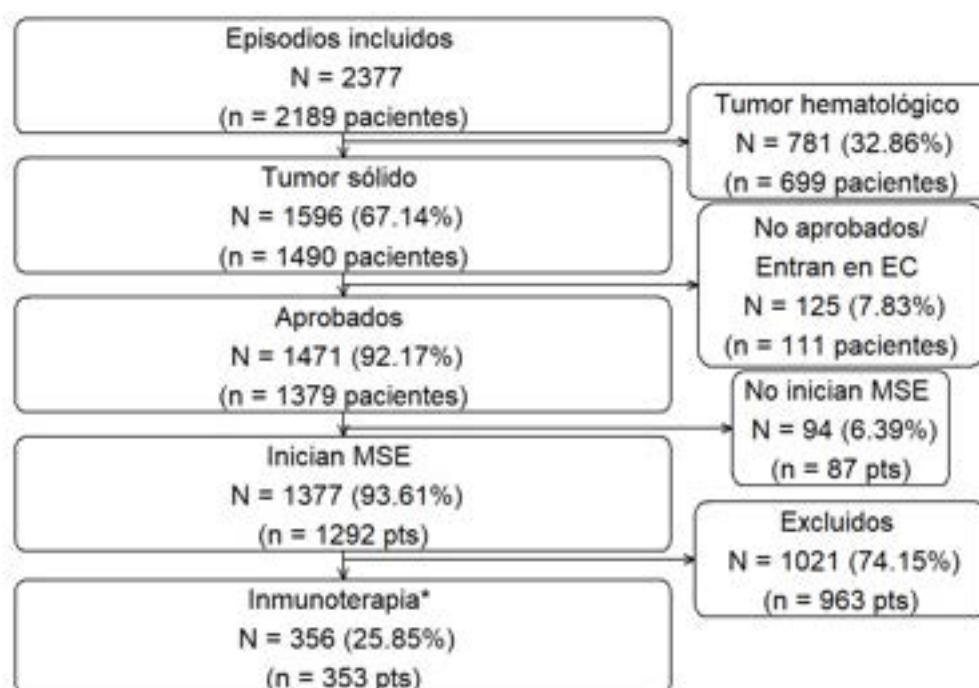 Episodios incluidos
N = 2377
(n = 2189 pacientes)
Tumor hematológico
N = 781 (32.86%)
(n = 699 pacientes)
Tumor sólido
N = 1596 (67.14%)
(n = 1490 pacientes)
No aprobados/
Entran en EC
N = 125 (7.83%)
(n = 111 pacientes)
Aprobados
N = 1471 (92.17%)
(n = 1379 pacientes)
No inician MSE
N = 94 (6.39%)
(n = 87 pts)
Inician MSE
N = 1377 (93.61%)
(n = 1292 pts)
Excluidos
N = 1021 (74.15%)
(n = 963 pts)
Inmunoterapia*
N = 356 (25.85%)
(n = 353 pts)